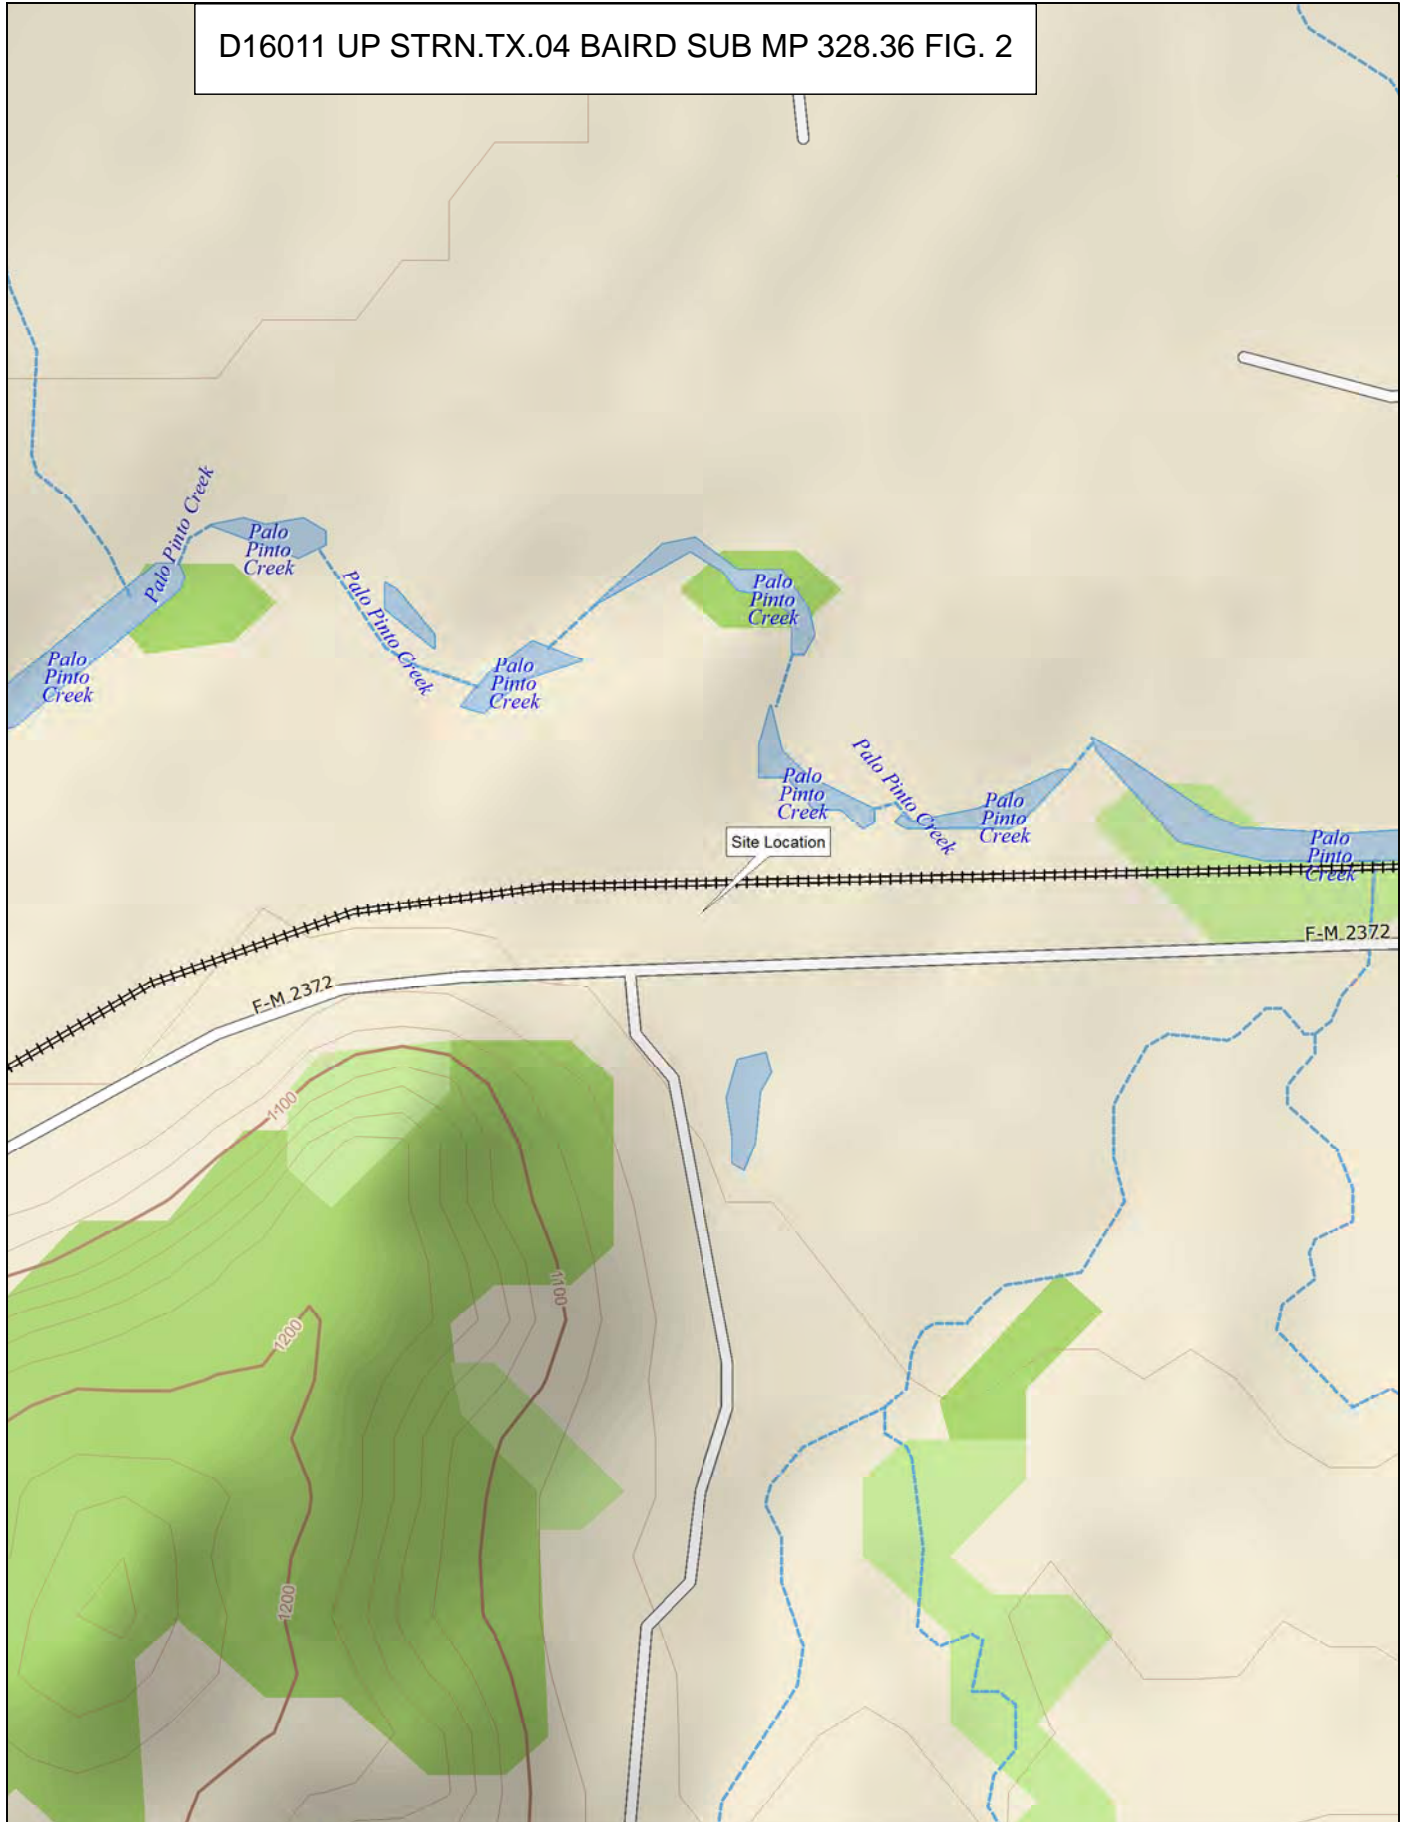 D16011 UP STRN.TX.04 BAIRD SUB MP 328.36 FIG. 2
Palo Pinto Creek
Palo
Pinto
Creek
Palo Pinto Creek
Palo
Pinto
Creek
Palo
Pinto
Creek
Palo
Pinto
Creek
Palo
Pinto
Creek
Palo Pinto Creek
Palo
Pinto
Creek
Palo
Pinto
Creek
Site Location
F-M 2372
F-M 2372
1100
1100
1200
1200